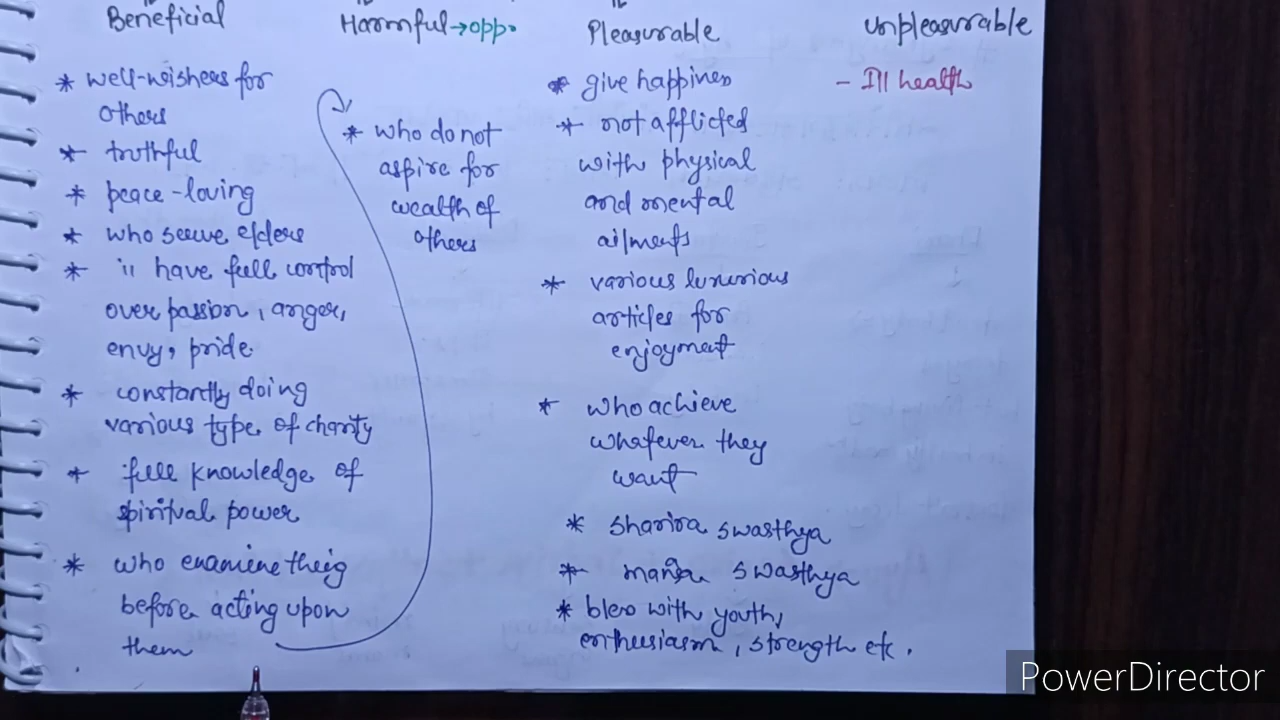 Beneficial
Harmful → opp.
Pleasurable
Unpleasurable
* well-wishers for
others
* truthful
* peace-loving
* who serve elders
* ill have full control
over passion, anger,
envy, pride
* constantly doing
various type of charity
* full knowledge of
spiritual power
* who examine thing
before acting upon
them
* who do not
aspire for
wealth of
others
* give happiness
* not afflicted
with physical
and mental
ailments
* various luxurious
articles for
enjoyment
* who achieve
whatever they
want
* sharira swasthya
* manSa swasthya
* bless with youth,
enthusiasm, strength etc.
- Ill health
PowerDirector